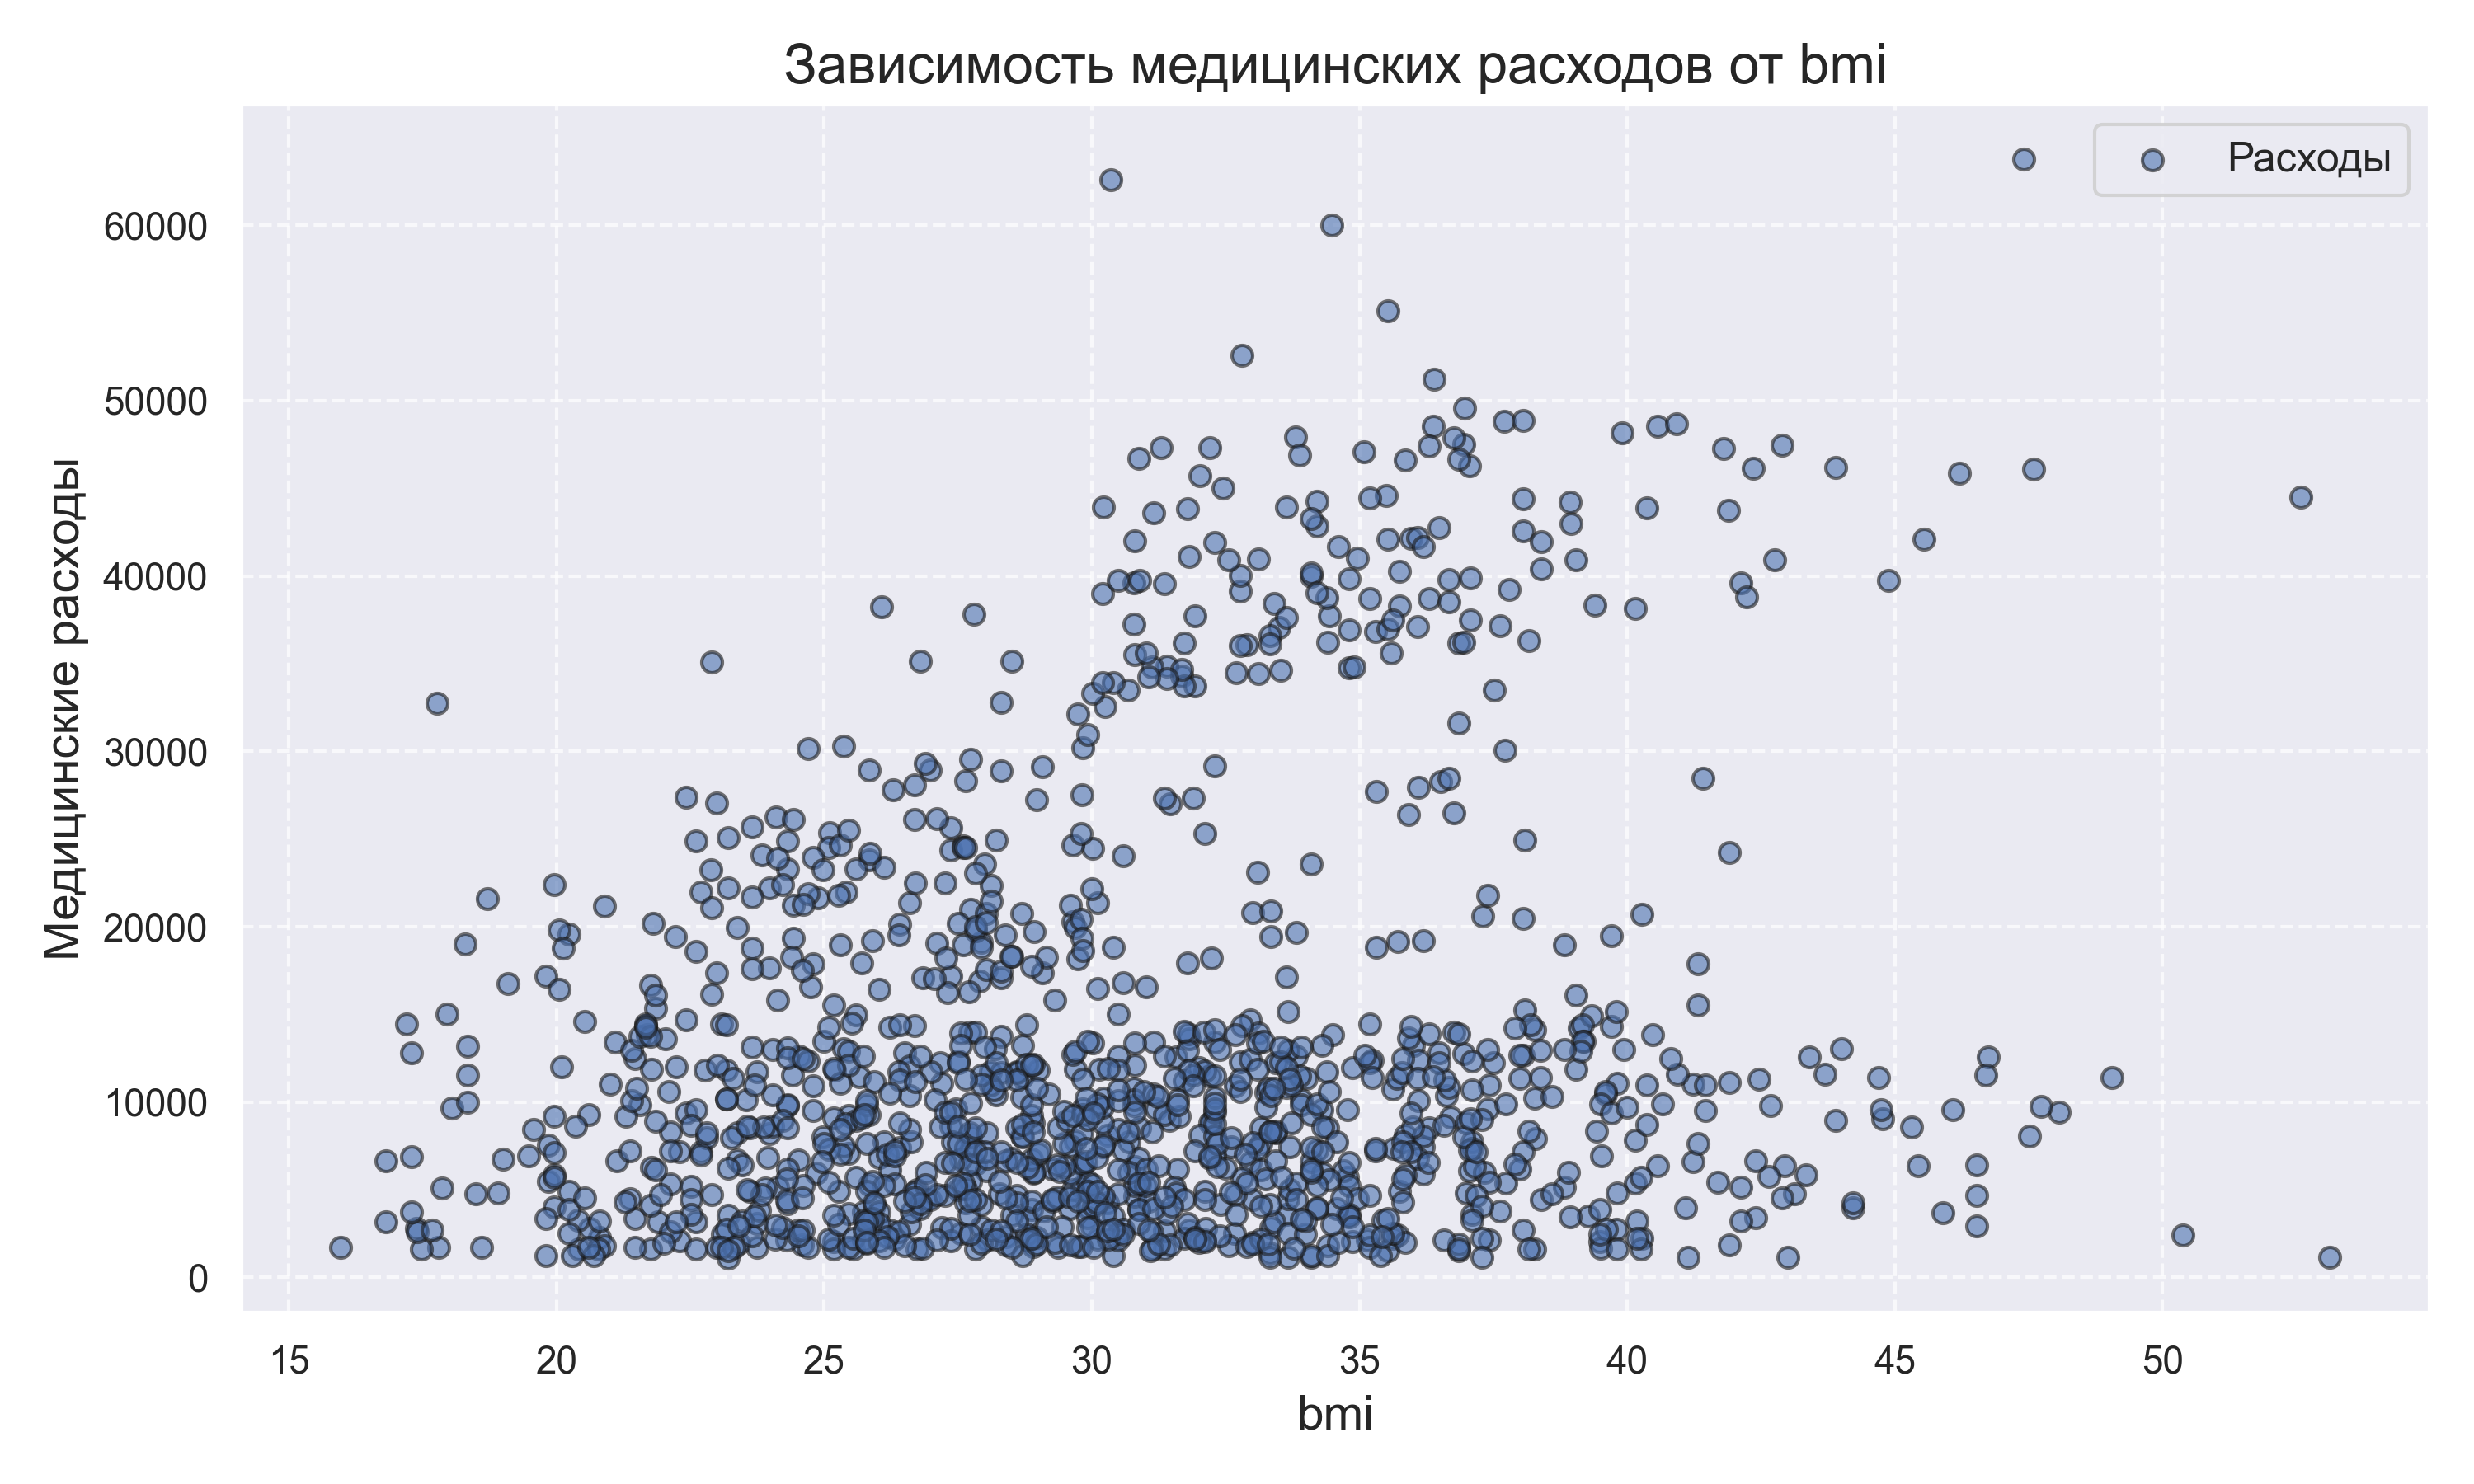 Зависимость медицинских расходов от bmi
Расходы
Медицинские расходы
60000
50000
40000
30000
20000
10000
0
15 20 25 30 35 40 45 50
bmi